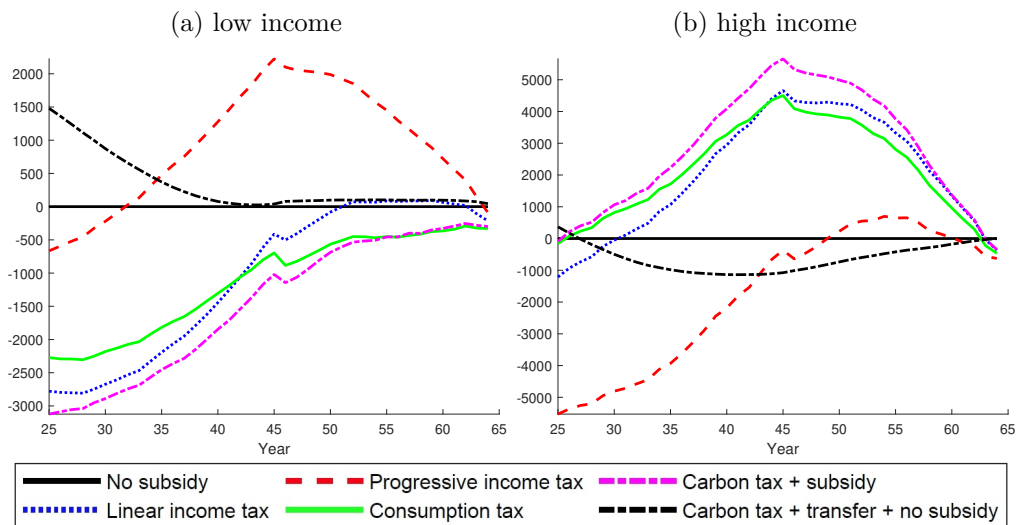 (a) low income
(b) high income
2000
1500
1000
500
0
-500
-1000
-1500
-2000
-2500
-3000
25 30 35 40 45 50 55 60 65
Year
5000
4000
3000
2000
1000
0
-1000
-2000
-3000
-4000
-5000
25 30 35 40 45 50 55 60 65
Year
No subsidy Progressive income tax Carbon tax + subsidy
Linear income tax Consumption tax Carbon tax + transfer + no subsidy